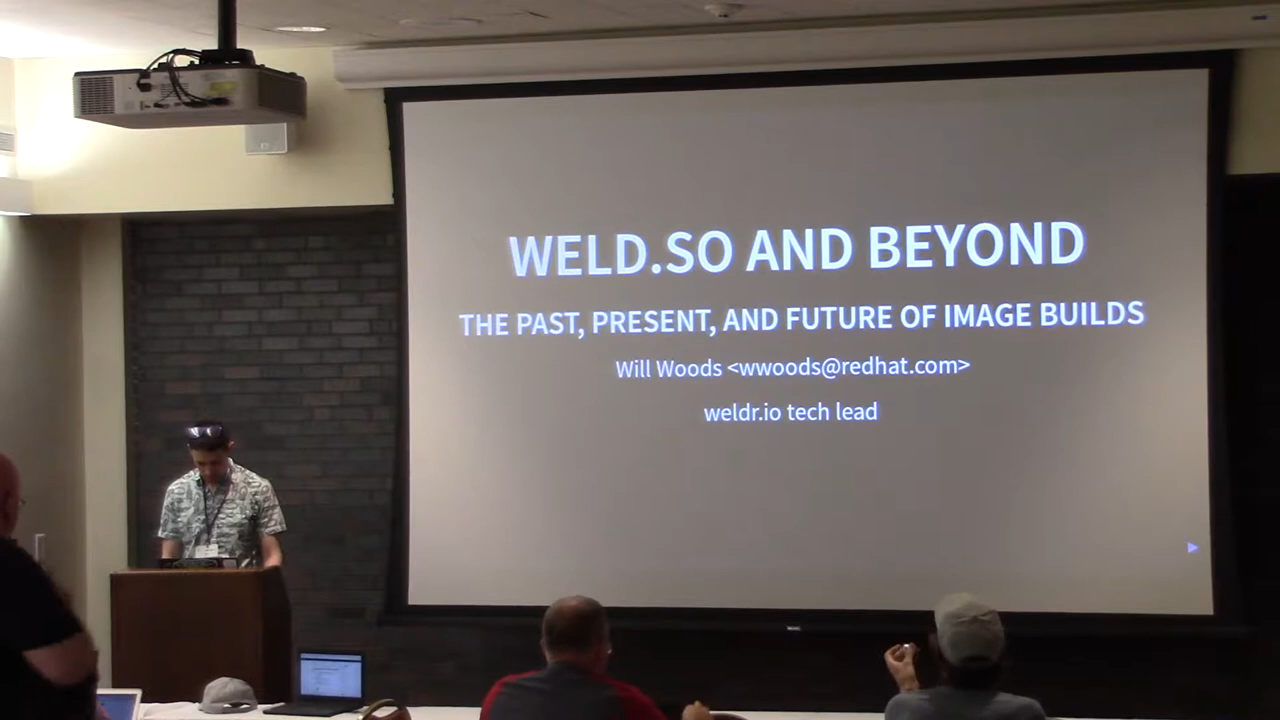 WELD.SO AND BEYOND
THE PAST, PRESENT, AND FUTURE OF IMAGE BUILDS
Will Woods <wwoods@redhat.com>
weldr.io tech lead